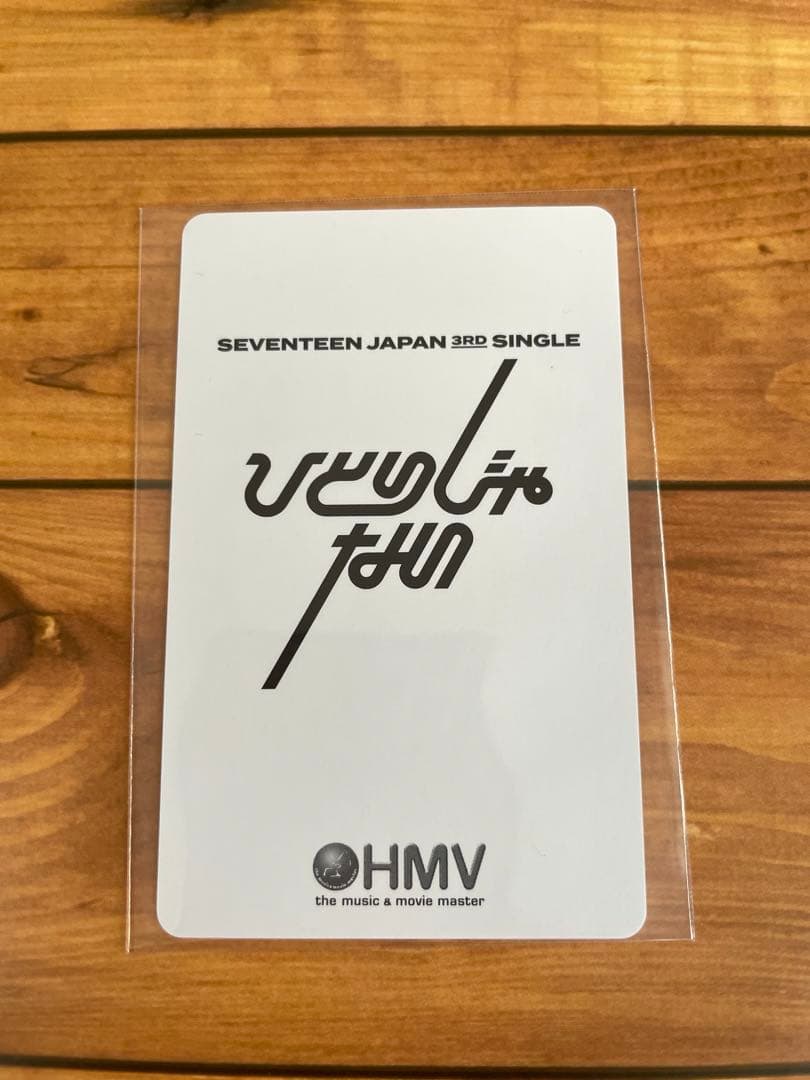 SEVENTEEN JAPAN 3RD SINGLE
ひとりじゃ
ない
HMV
the music & movie master